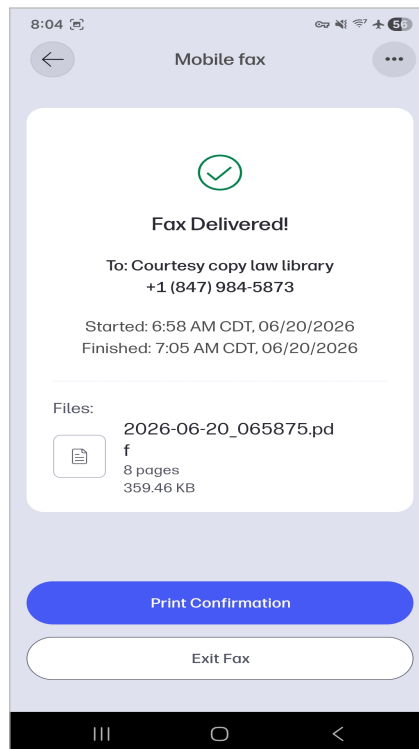 8:04
56
Mobile fax
Fax Delivered!
To: Courtesy copy law library
+1 (847) 984-5873
Started: 6:58 AM CDT, 06/20/2026
Finished: 7:05 AM CDT, 06/20/2026
Files:
2026-06-20_065875.pd
f
8 pages
359.46 KB
Print Confirmation
Exit Fax